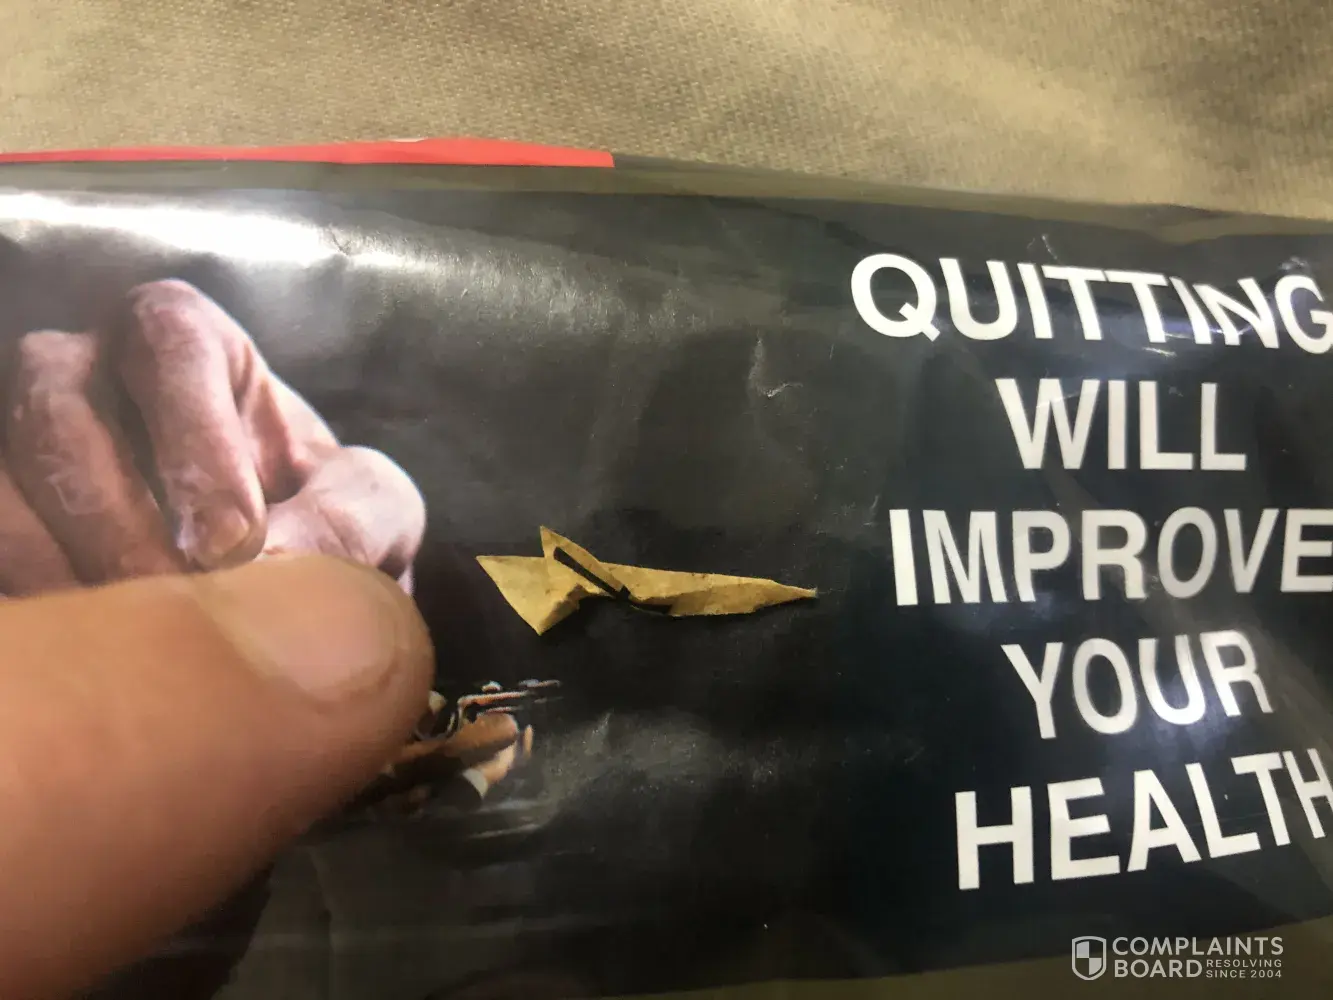 QUITTING
WILL
IMPROVE
YOUR
HEALTH
COMPLAINTS
BOARD RESOLVING
SINCE 2004